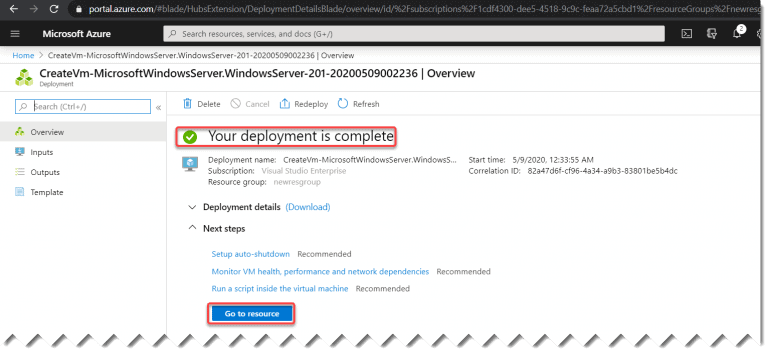 portal.azure.com/#blade/HubsExtension/DeploymentDetailsBlade/overview/id/%2Fsubscriptions%2F1cdf4300-dee5-4518-9c9c-feaa72a5cbd1%2FresourceGroups%2Fnewresg
Microsoft Azure
Search resources, services, and docs (G+/)
2
Home > CreateVm-MicrosoftWindowsServer.WindowsServer-201-20200509002236 | Overview
CreateVm-MicrosoftWindowsServer.WindowsServer-201-20200509002236 | Overview
Deployment
Search (Ctrl+/)
«
Delete
Cancel
Redeploy
Refresh
Overview
Inputs
Outputs
Template
Your deployment is complete
Deployment name: CreateVm-MicrosoftWindowsServer.WindowsS...
Subscription: Visual Studio Enterprise
Resource group: newresgroup
Start time: 5/9/2020, 12:33:55 AM
Correlation ID: 82a47d6f-cf96-4a34-a9b3-83801be5b4dc
Deployment details (Download)
Next steps
Setup auto-shutdown Recommended
Monitor VM health, performance and network dependencies Recommended
Run a script inside the virtual machine Recommended
Go to resource